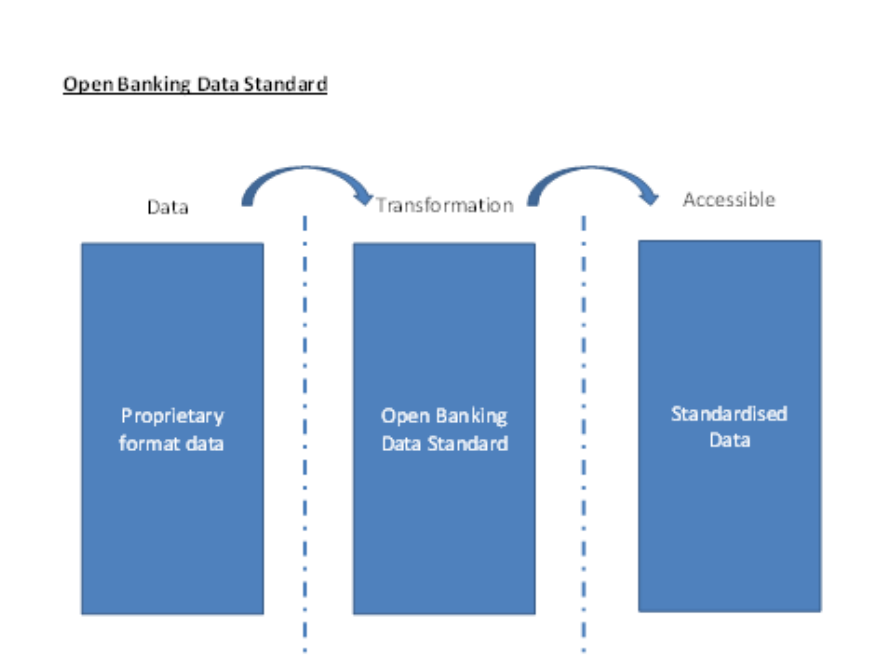 Open Banking Data Standard
Data
Transformation
Accessible
Proprietary
format data
Open Banking
Data Standard
Standardised
Data